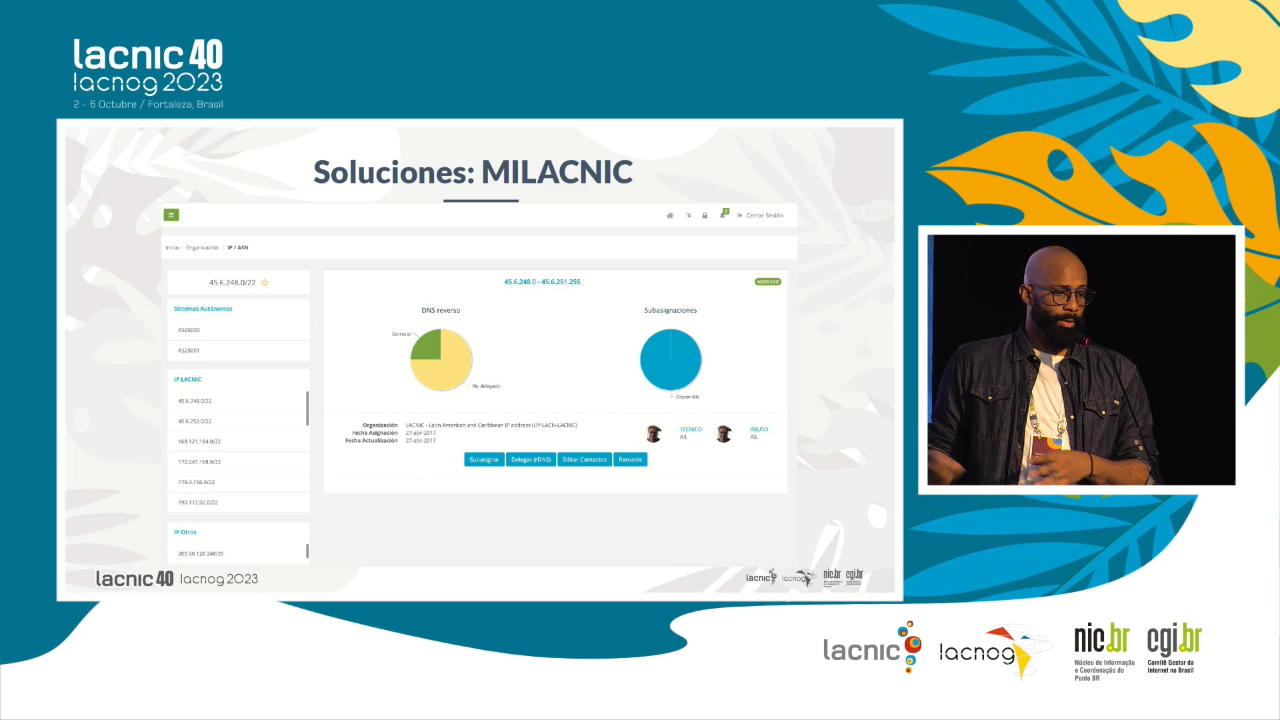 lacnic 40
lacnog 2023
2 - 6 Octubre / Fortaleza, Brasil
Soluciones: MILACNIC
Cerrar Sesión
Inicio / Organización / IP / ASN
45.6.248.0/22
Sistemas Autónomos
AS28000
AS28001
IP LACNIC
45.6.248.0/22
45.6.252.0/22
168.121.184.0/22
170.247.168.0/22
179.0.156.0/22
190.112.52.0/22
IP Otros
200.58.128.248/29
45.6.248.0 - 45.6.251.255
ASIGNADO
DNS reverso
Correcto
No delegado
Subasignaciones
Disponible
Organización LACNIC - Latin American and Caribbean IP address (UY-LACN-LACNIC)
Fecha Asignación 27-abr-2017
Fecha Actualización 27-abr-2017
TECNICO
AIL
ABUSO
AIL
Subasignar
Delegar (rDNS)
Editar Contactos
Remarks
lacnic 40 lacnog 2023
lacnic lacnog nic.br cgi.br
lacnic
lacnog
nic.br
Núcleo de Informação
e Coordenação do
Ponto BR
cgi.br
Comitê Gestor da
Internet no Brasil